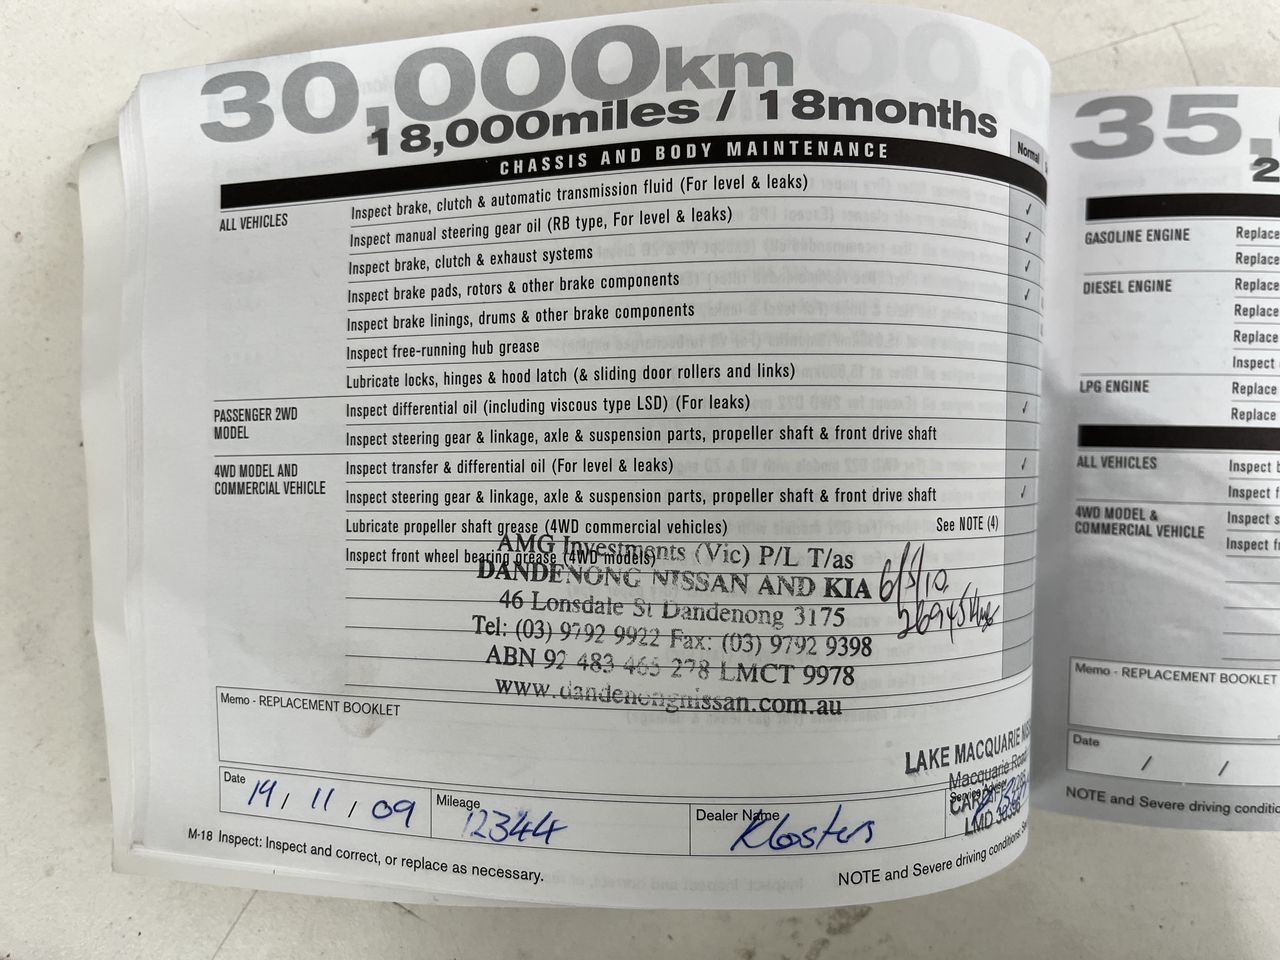 30,000km
18,000miles / 18months
CHASSIS AND BODY MAINTENANCE
Normal
ALL VEHICLES
Inspect brake, clutch & automatic transmission fluid (For level & leaks) ✓
Inspect manual steering gear oil (RB type, For level & leaks) ✓
Inspect brake, clutch & exhaust systems ✓
Inspect brake pads, rotors & other brake components ✓
Inspect brake linings, drums & other brake components
Inspect free-running hub grease
Lubricate locks, hinges & hood latch (& sliding door rollers and links)
PASSENGER 2WD
MODEL
Inspect differential oil (including viscous type LSD) (For leaks) ✓
Inspect steering gear & linkage, axle & suspension parts, propeller shaft & front drive shaft
4WD MODEL AND
COMMERCIAL VEHICLE
Inspect transfer & differential oil (For level & leaks) ✓
Inspect steering gear & linkage, axle & suspension parts, propeller shaft & front drive shaft ✓
Lubricate propeller shaft grease (4WD commercial vehicles) See NOTE (4)
Inspect front wheel bearing grease (4WD models)
AMG Investments (Vic) P/L T/as
DANDENONG NISSAN AND KIA
46 Lonsdale St Dandenong 3175
Tel: (03) 9792 9922 Fax: (03) 9792 9398
ABN 92 483 465 278 LMCT 9978
www.dandenongnissan.com.au
6/5/10
26945 kms
Memo - REPLACEMENT BOOKLET
LAKE MACQUARIE
Macquarie Road
CARDIFF
LMD
Date
19 / 11 / 09
Mileage
12344
Dealer Name
Klosters
M-18 Inspect: Inspect and correct, or replace as necessary.
NOTE and Severe driving conditions:
35,
2
GASOLINE ENGINE
Replace
Replace
DIESEL ENGINE
Replace
Replace
Replace
Inspect
LPG ENGINE
Replace
Replace
ALL VEHICLES
Inspect
Inspect
4WD MODEL &
COMMERCIAL VEHICLE
Inspect
Inspect
Memo - REPLACEMENT BOOKLET
Date
/ /
NOTE and Severe driving